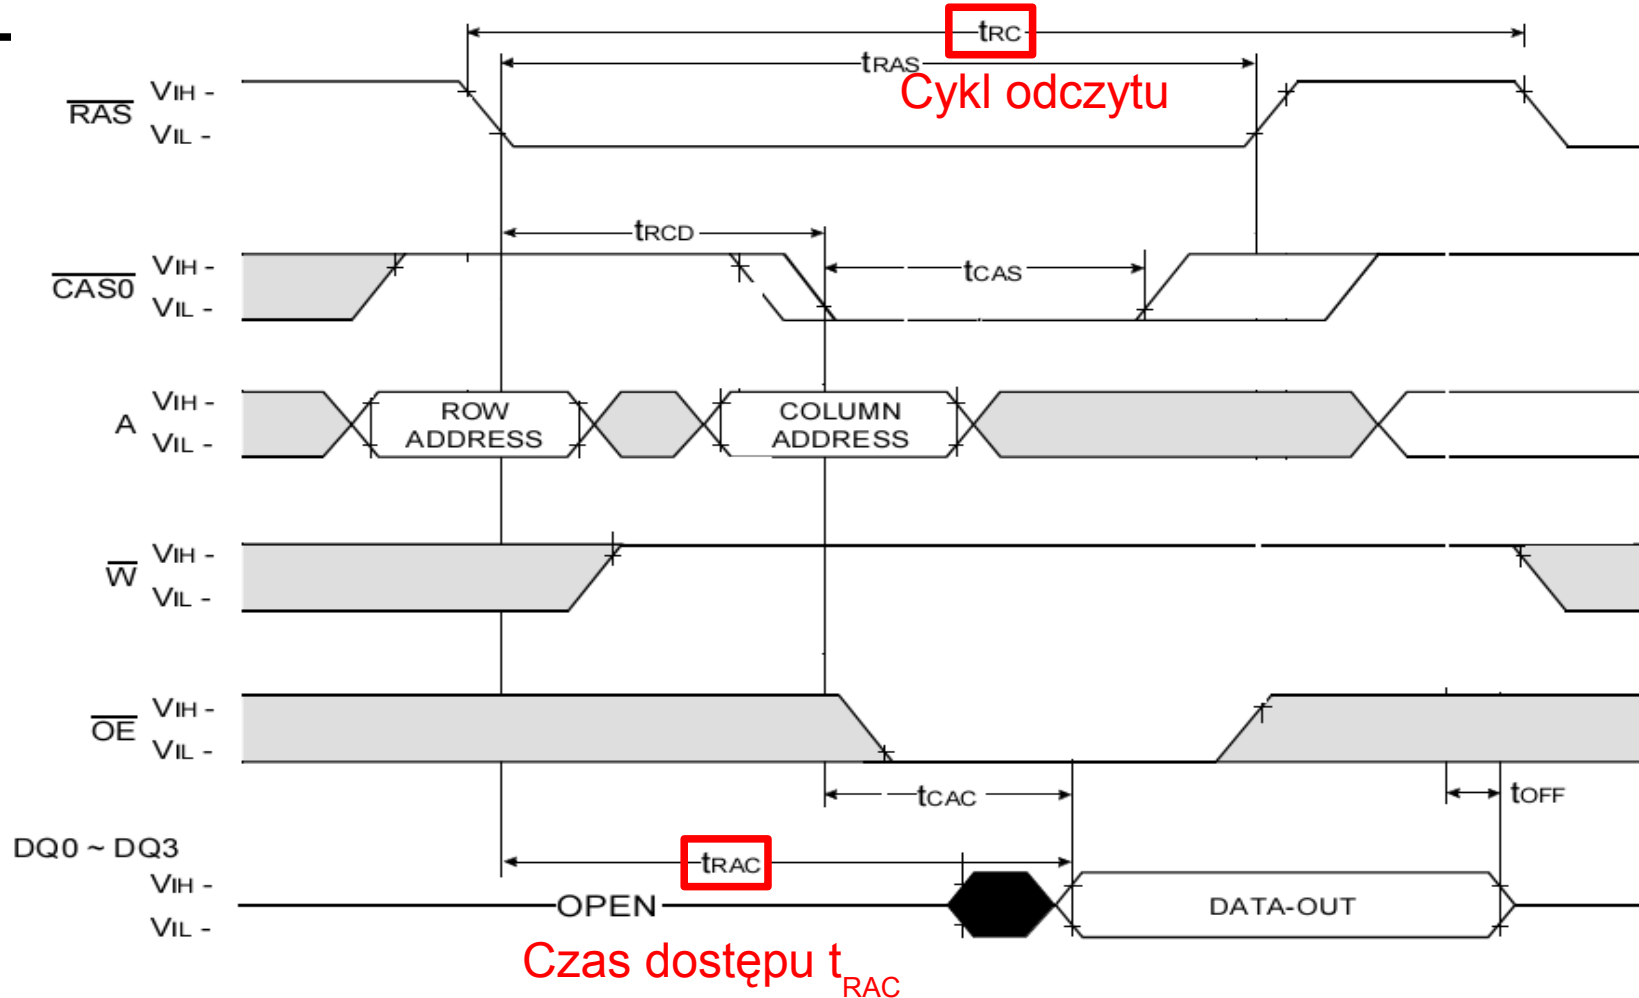 tRC
tRAS
Cykl odczytu
RAS VIH -
VIL -
tRCD
CAS0 VIH -
VIL -
tCAS
A VIH -
VIL -
ROW
ADDRESS
COLUMN
ADDRESS
W VIH -
VIL -
OE VIH -
VIL -
tCAC
tOFF
DQ0 ~ DQ3
VIH -
VIL -
tRAC
OPEN
DATA-OUT
Czas dostępu tRAC